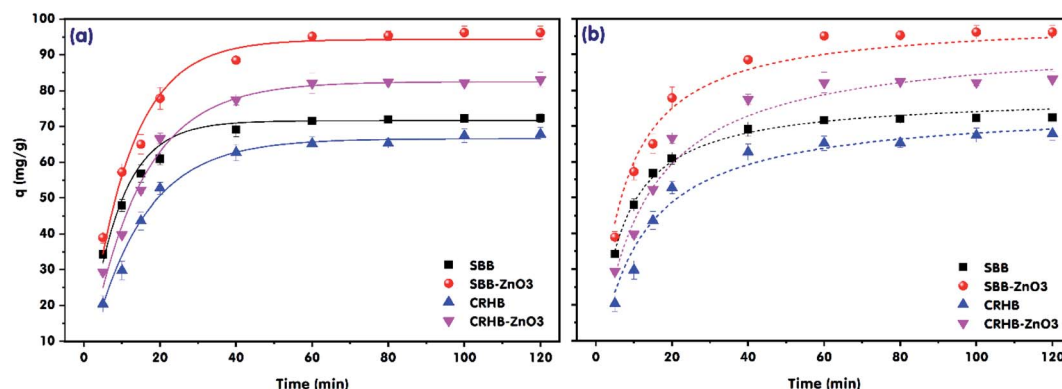 (a)
(b)
100
90
80
70
60
50
40
30
20
10
q (mg/g)
SBB
SBB-ZnO3
CRHB
CRHB-ZnO3
SBB
SBB-ZnO3
CRHB
CRHB-ZnO3
0 20 40 60 80 100 120
0 20 40 60 80 100 120
Time (min)
Time (min)